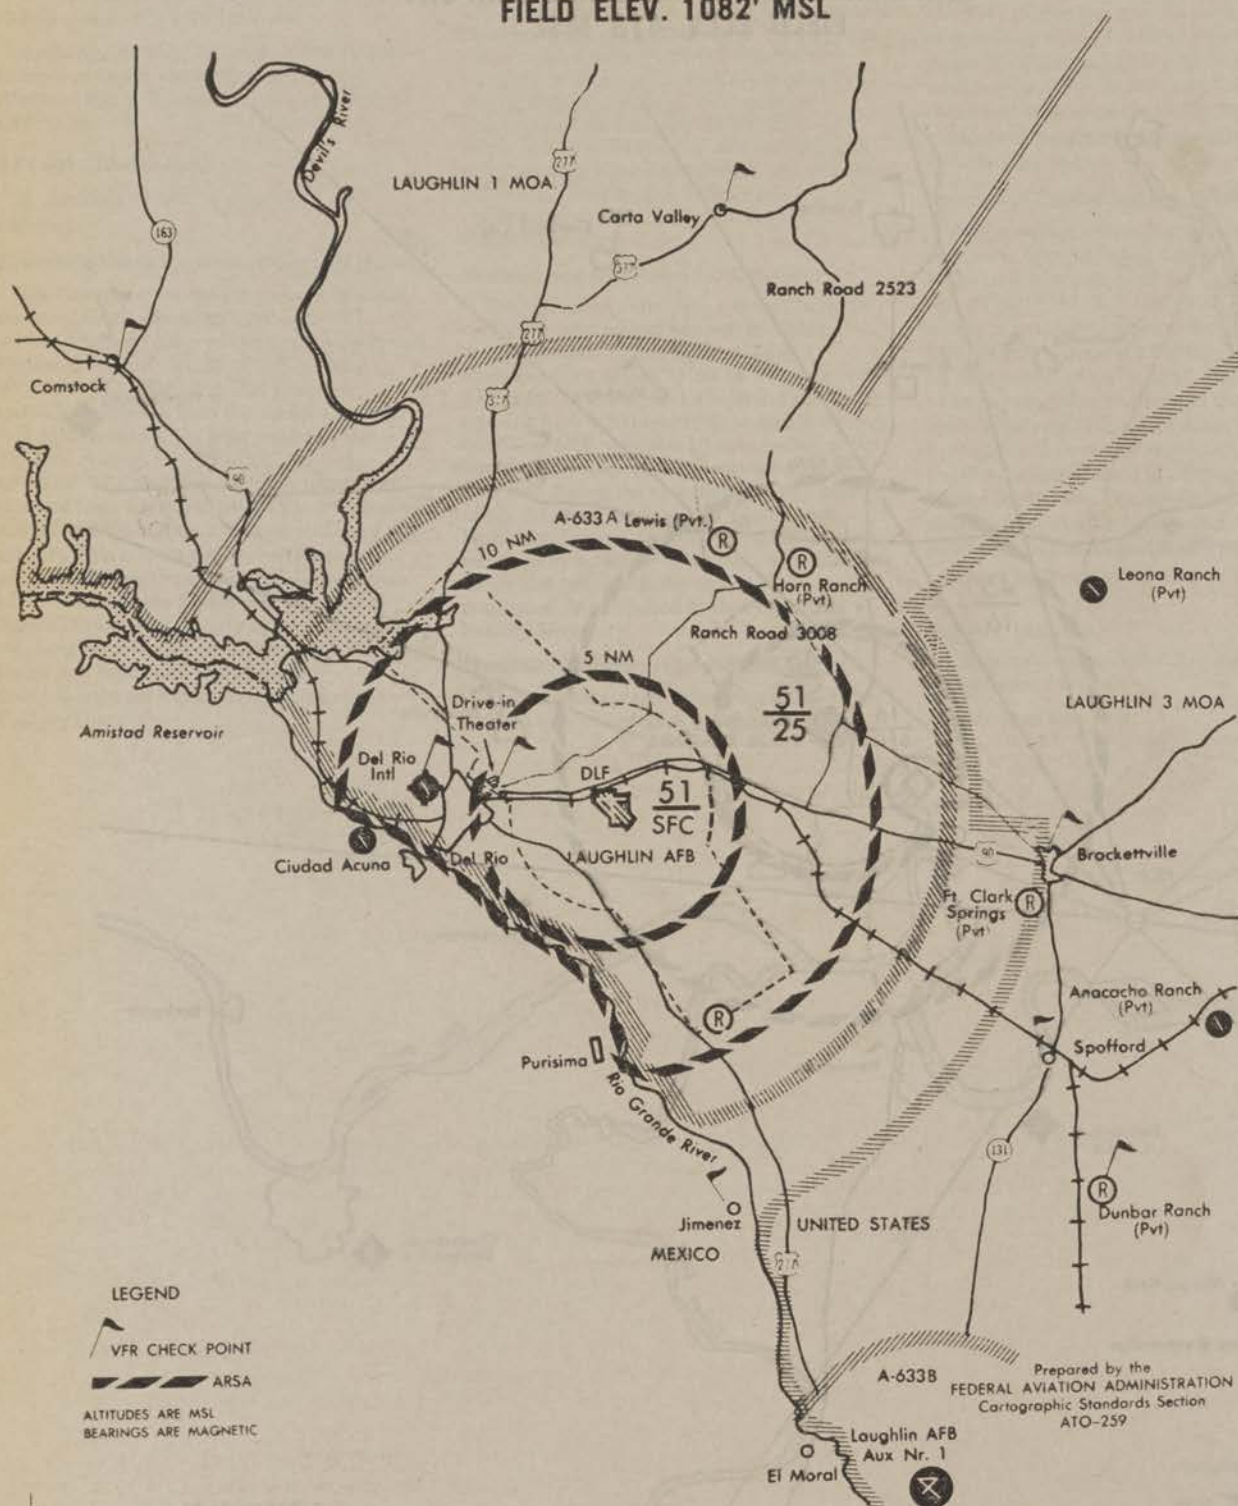 FIELD ELEV. 1082' MSL
Devil's River
277
LAUGHLIN 1 MOA
Carta Valley
163
377
Ranch Road 2523
277
Comstock
377
90
A-633A Lewis (Pvt.)
R
10 NM
R
Horn Ranch
(Pvt)
Leona Ranch
(Pvt)
Ranch Road 3008
5 NM
51
25
LAUGHLIN 3 MOA
Drive-in
Theater
Amistad Reservoir
Del Rio
Intl
DLF
51
SFC
Ciudad Acuna
Del Rio
LAUGHLIN AFB
90
Brackettville
Ft. Clark
Springs
(Pvt)
R
Anacacho Ranch
(Pvt)
R
Spofford
Purisima
Rio Grande River
131
R
Dunbar Ranch
(Pvt)
Jimenez
UNITED STATES
MEXICO
277
LEGEND
VFR CHECK POINT
ARSA
ALTITUDES ARE MSL
BEARINGS ARE MAGNETIC
A-633B
Prepared by the
FEDERAL AVIATION ADMINISTRATION
Cartographic Standards Section
ATO-259
Laughlin AFB
Aux Nr. 1
El Moral